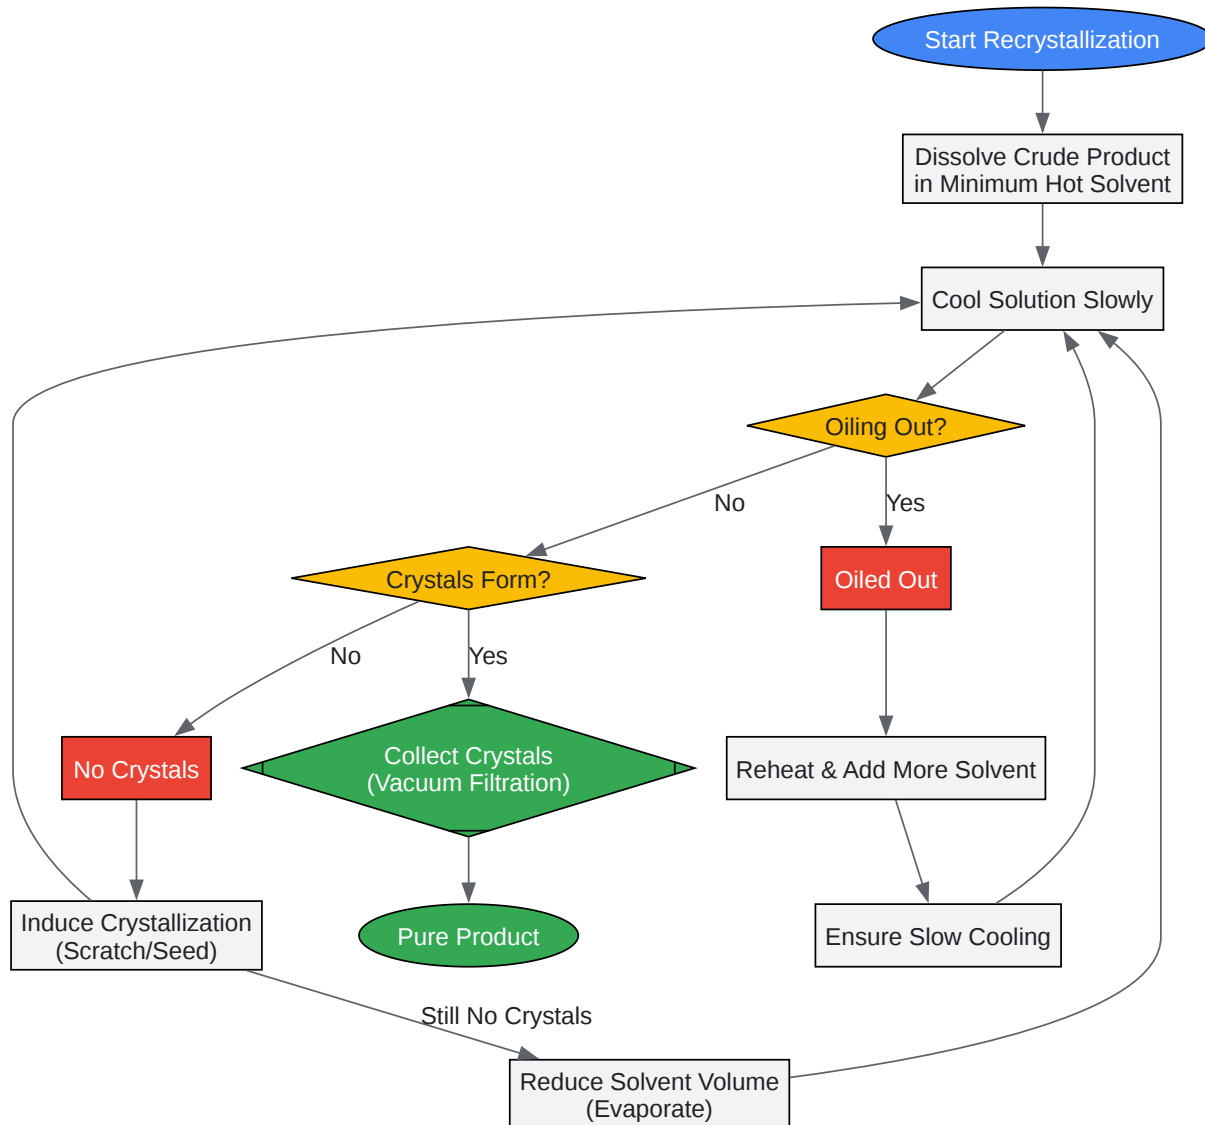 Start Recrystallization
Dissolve Crude Product
in Minimum Hot Solvent
Cool Solution Slowly
Oiling Out?
No
Yes
Crystals Form?
Oiled Out
No
Yes
No Crystals
Collect Crystals
(Vacuum Filtration)
Reheat & Add More Solvent
Induce Crystallization
(Scratch/Seed)
Pure Product
Ensure Slow Cooling
Still No Crystals
Reduce Solvent Volume
(Evaporate)